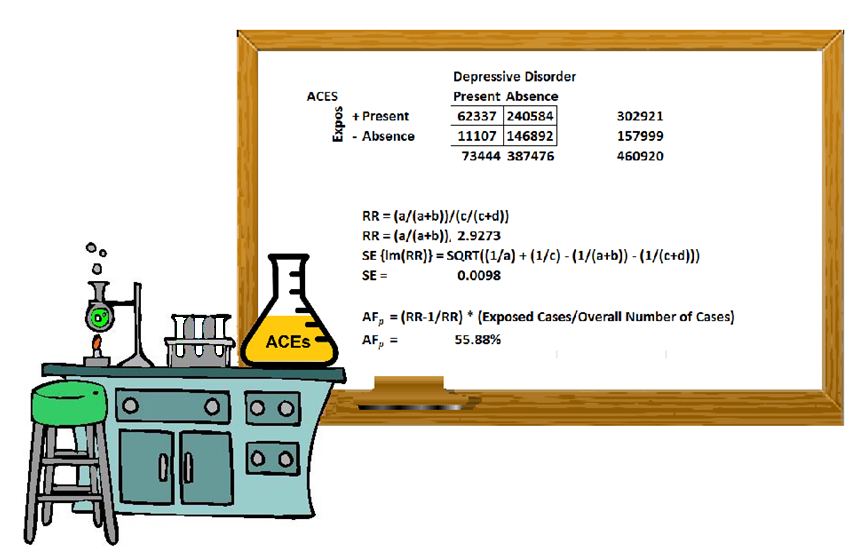 Depressive Disorder
ACES Present Absence
Expos
+ Present 62337 240584 302921
- Absence 11107 146892 157999
73444 387476 460920
RR = (a/(a+b))/(c/(c+d))
RR = (a/(a+b)), 2.9273
SE {lm(RR)} = SQRT((1/a) + (1/c) - (1/(a+b)) - (1/(c+d)))
SE = 0.0098
AFp = (RR-1/RR) * (Exposed Cases/Overall Number of Cases)
AFp = 55.88%
ACEs